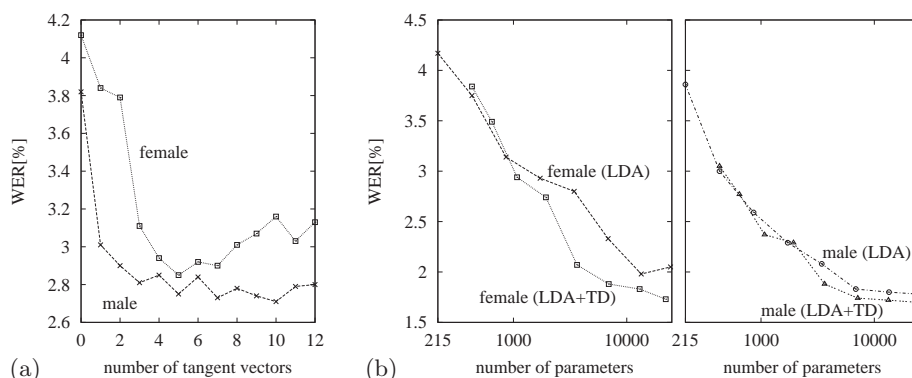 4.2
4
3.8
3.6
3.4
3.2
3
2.8
2.6
WER[%]
female
male
0 2 4 6 8 10 12
number of tangent vectors
(a)
4.5
4
3.5
3
2.5
2
1.5
WER[%]
female (LDA)
female (LDA+TD)
215 1000 10000
number of parameters
(b)
male (LDA)
male (LDA+TD)
215 1000 10000
number of parameters